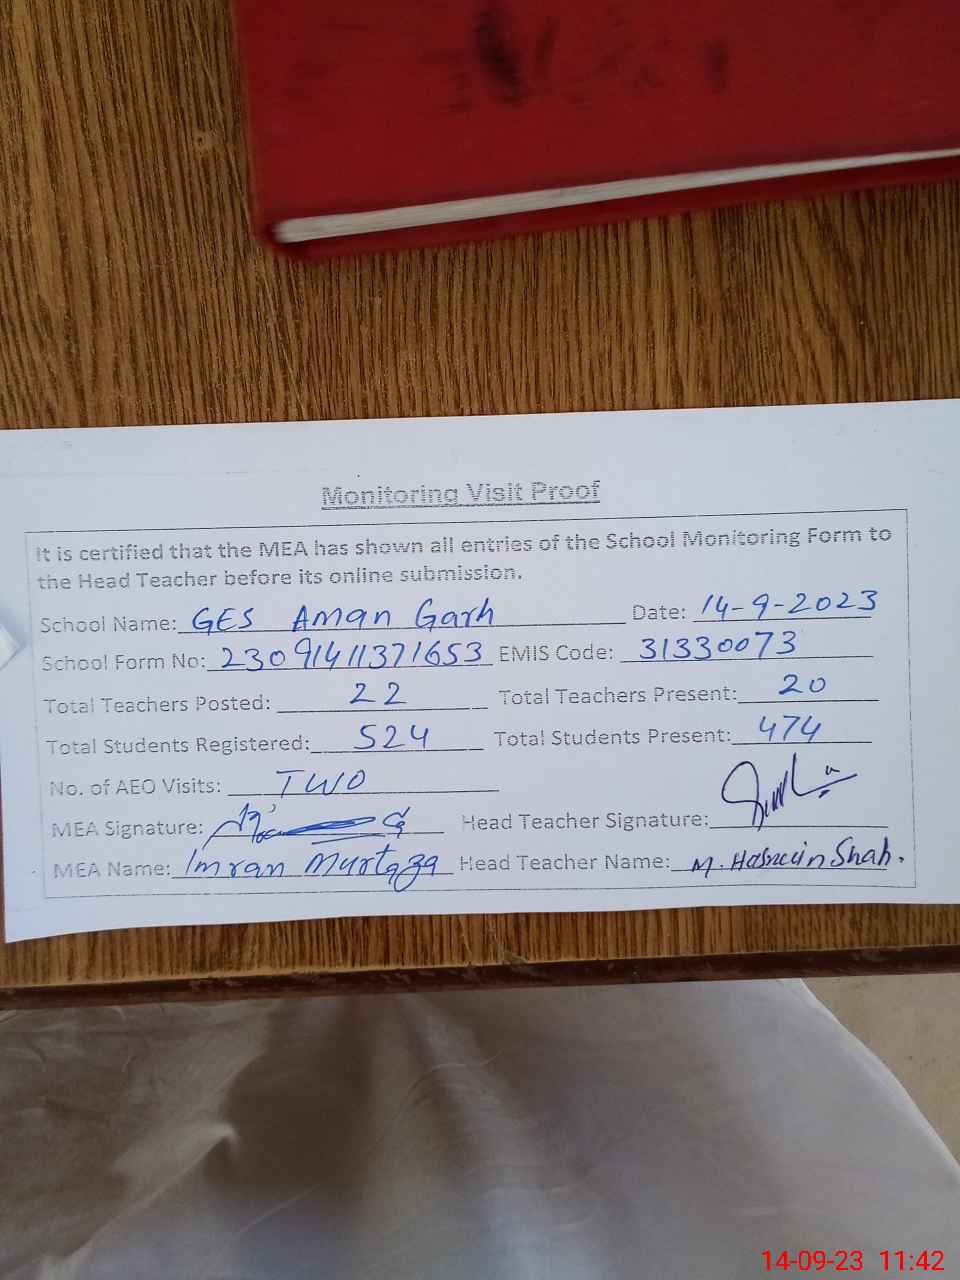 Monitoring Visit Proof
It is certified that the MEA has shown all entries of the School Monitoring Form to
the Head Teacher before its online submission.
School Name: GES Aman Garh Date: 14-9-2023
School Form No: 23091411371653 EMIS Code: 31330073
Total Teachers Posted: 22 Total Teachers Present: 20
Total Students Registered: 524 Total Students Present: 474
No. of AEO Visits: TWO
MEA Signature: Head Teacher Signature:
MEA Name: Imran Murtaza Head Teacher Name: M. Hasnain Shah.
14-09-23 11:42